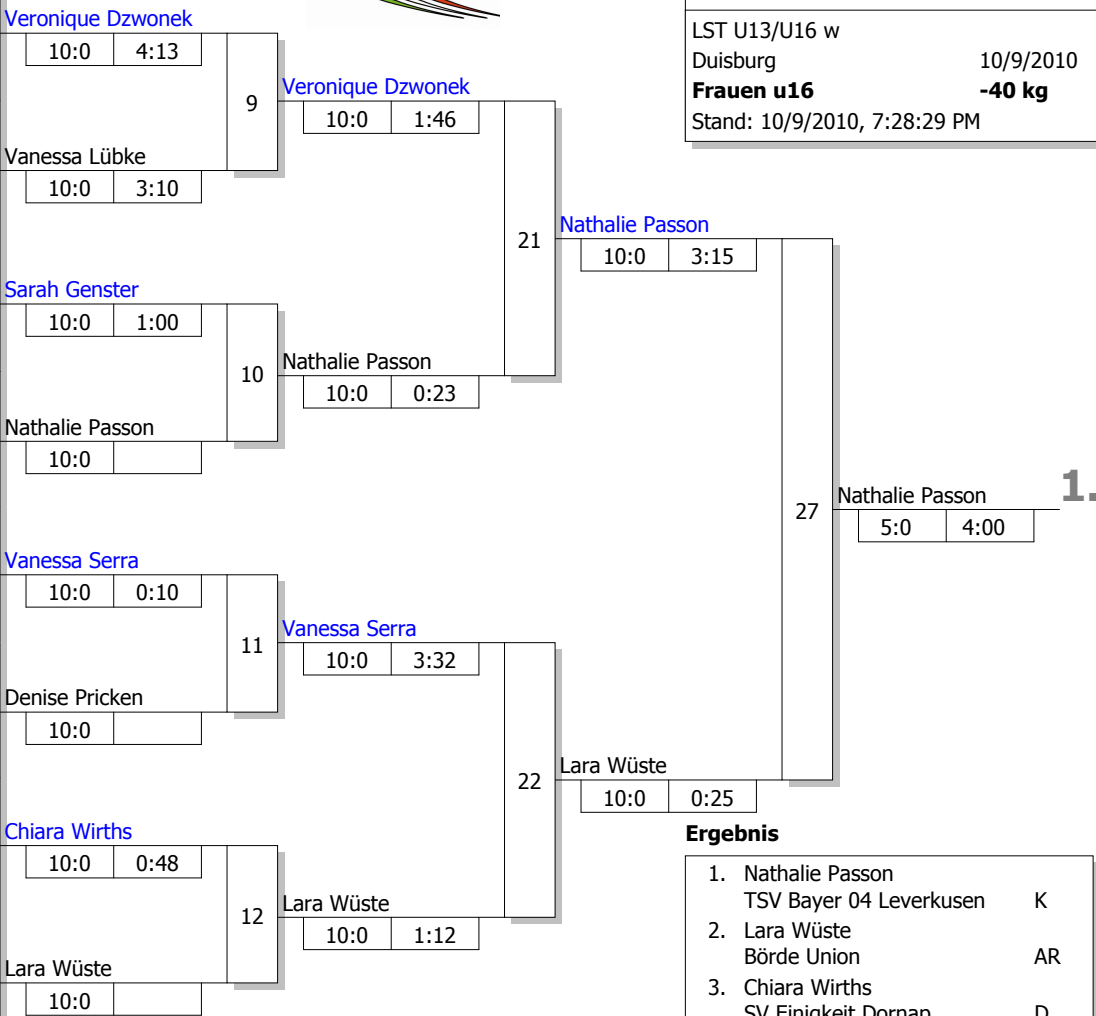 Veronique Dzwonek
10:0 4:13
9
Vanessa Lübke
10:0 3:10
Sarah Genster
10:0 1:00
10
Nathalie Passon
10:0
Vanessa Serra
10:0 0:10
11
Denise Pricken
10:0
Chiara Wirths
10:0 0:48
12
Lara Wüste
10:0
Veronique Dzwonek
10:0 1:46
21
Nathalie Passon
10:0 0:23
Vanessa Serra
10:0 3:32
22
Lara Wüste
10:0 1:12
Nathalie Passon
10:0 3:15
27
Lara Wüste
10:0 0:25
Nathalie Passon 1.
5:0 4:00
LST U13/U16 w
Duisburg 10/9/2010
Frauen u16 -40 kg
Stand: 10/9/2010, 7:28:29 PM
Ergebnis
1. Nathalie Passon
TSV Bayer 04 Leverkusen K
2. Lara Wüste
Börde Union AR
3. Chiara Wirths
SV Einigkeit Dornap D